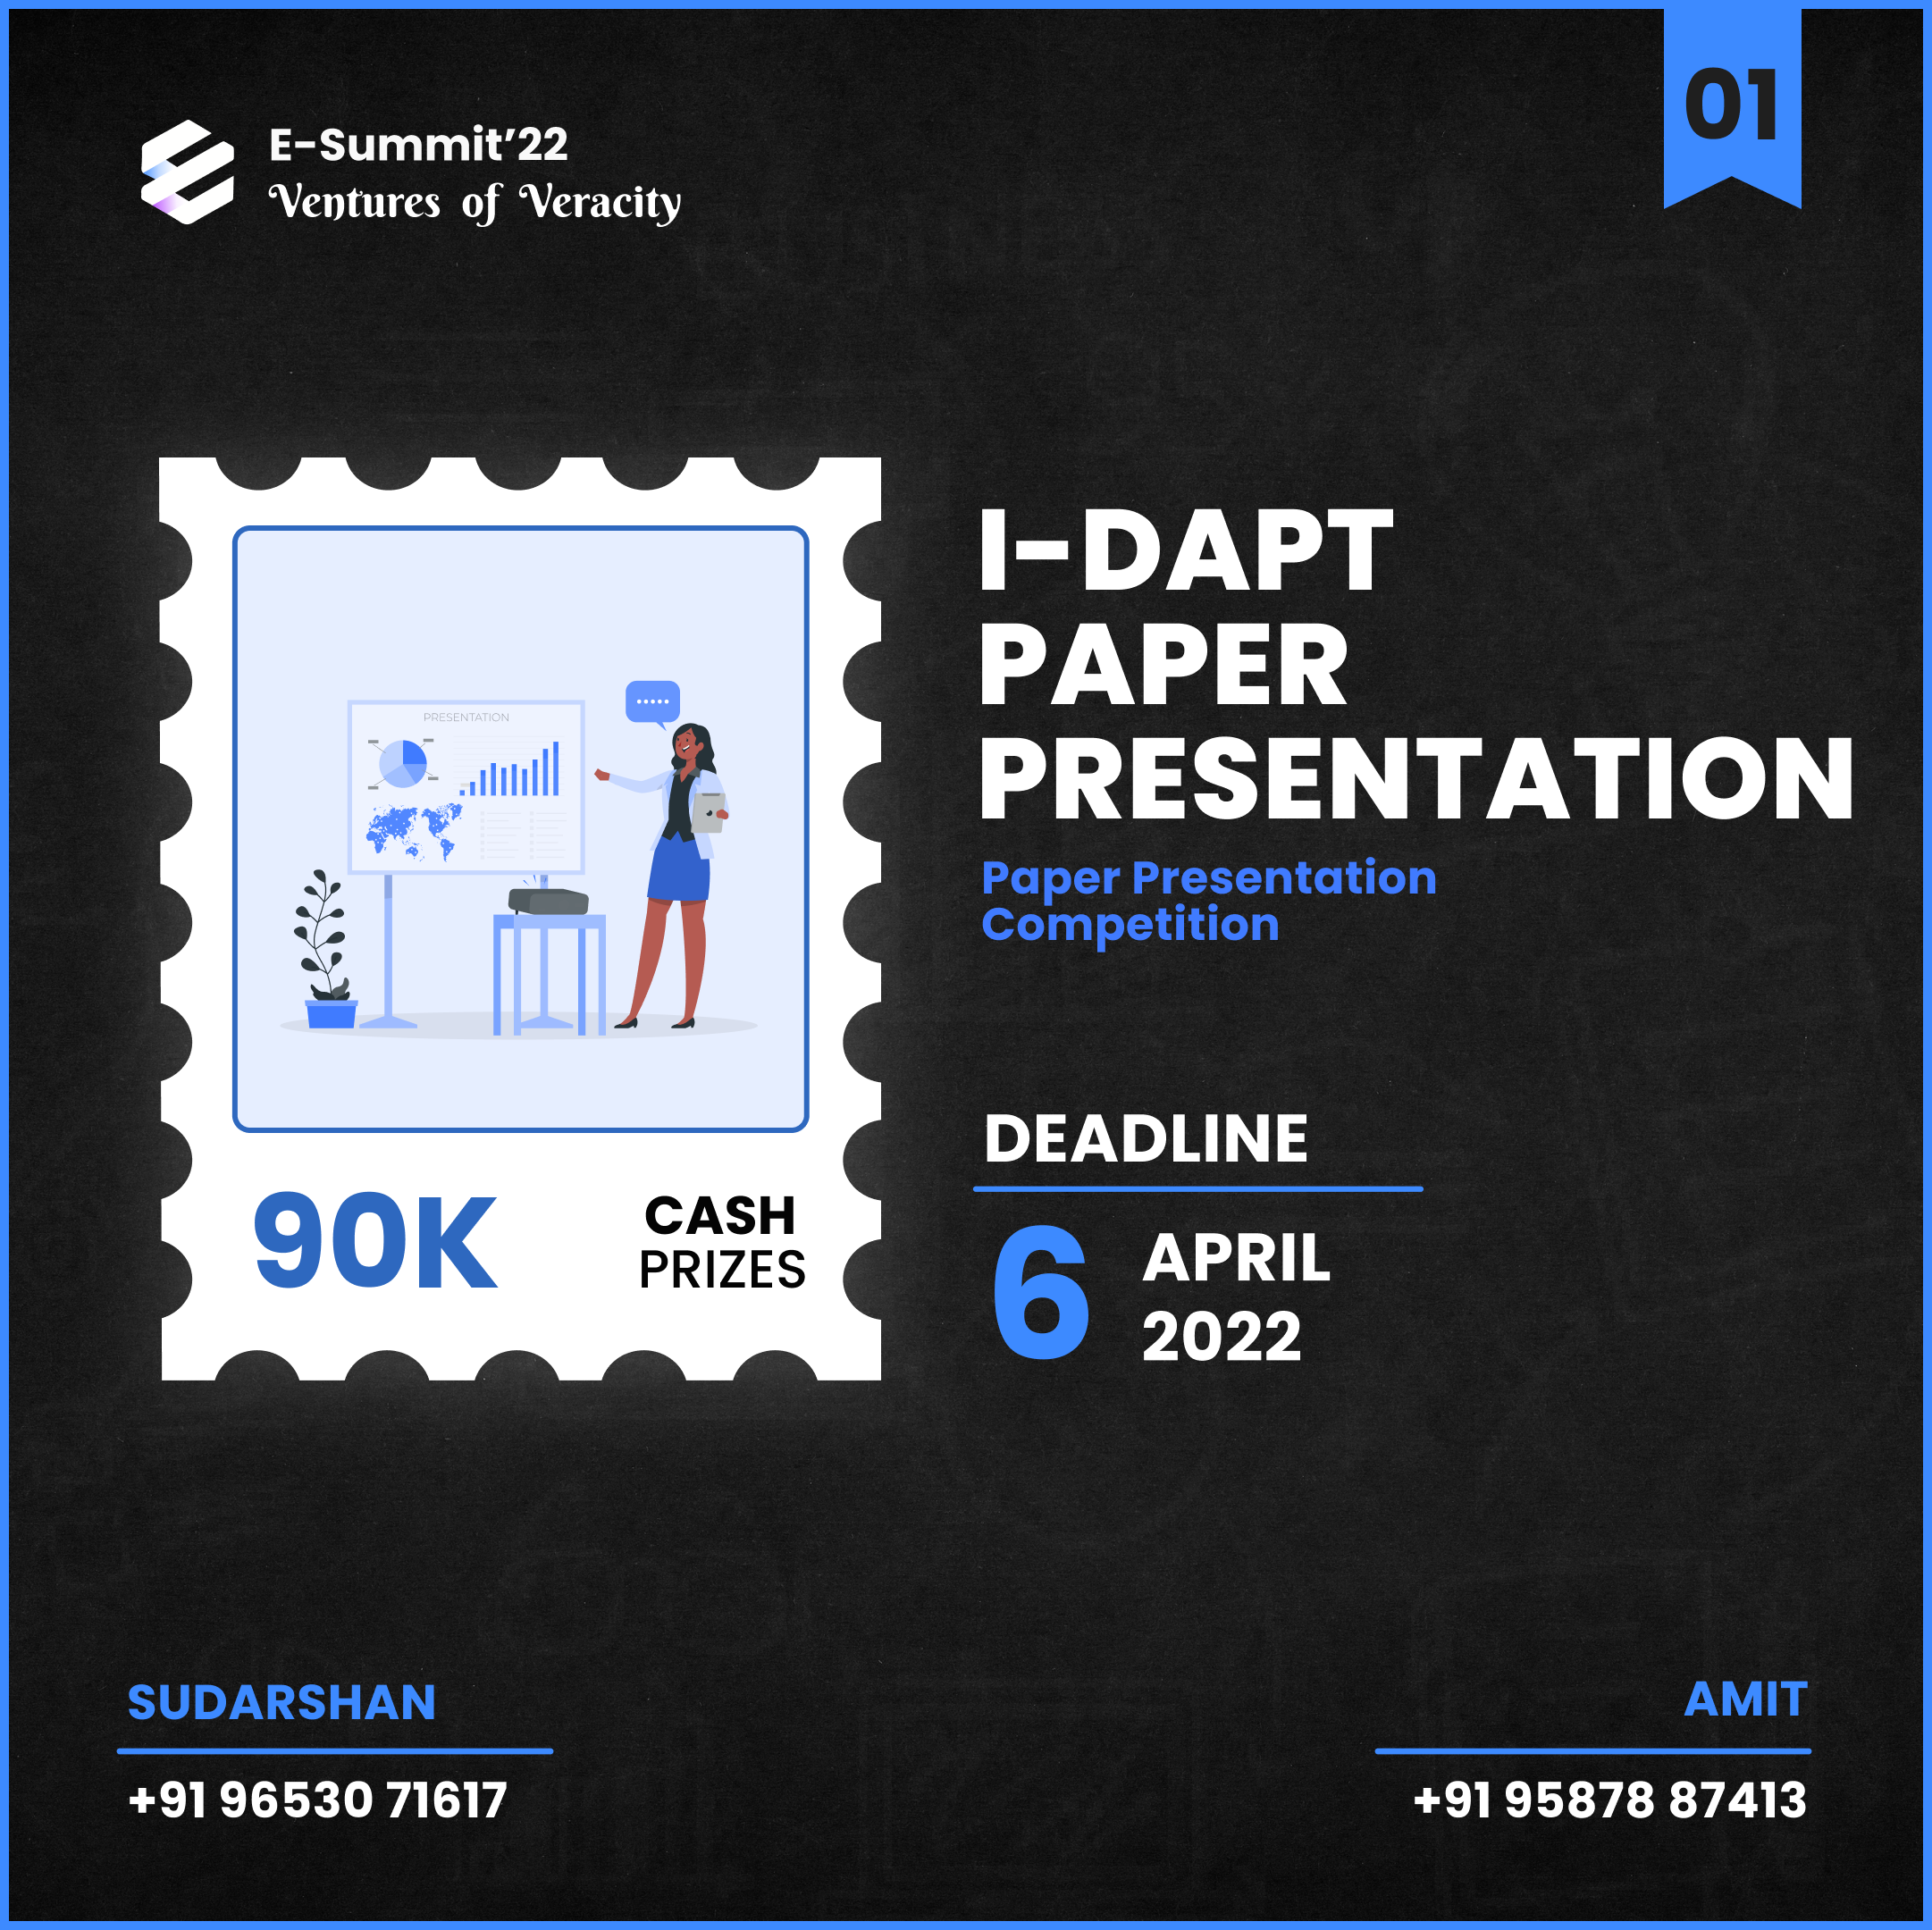 01
E-Summit’22
Ventures of Veracity
I-DAPT
PAPER
PRESENTATION
Paper Presentation
Competition
PRESENTATION
90K
CASH
PRIZES
DEADLINE
6
APRIL
2022
SUDARSHAN
+91 96530 71617
AMIT
+91 95878 87413